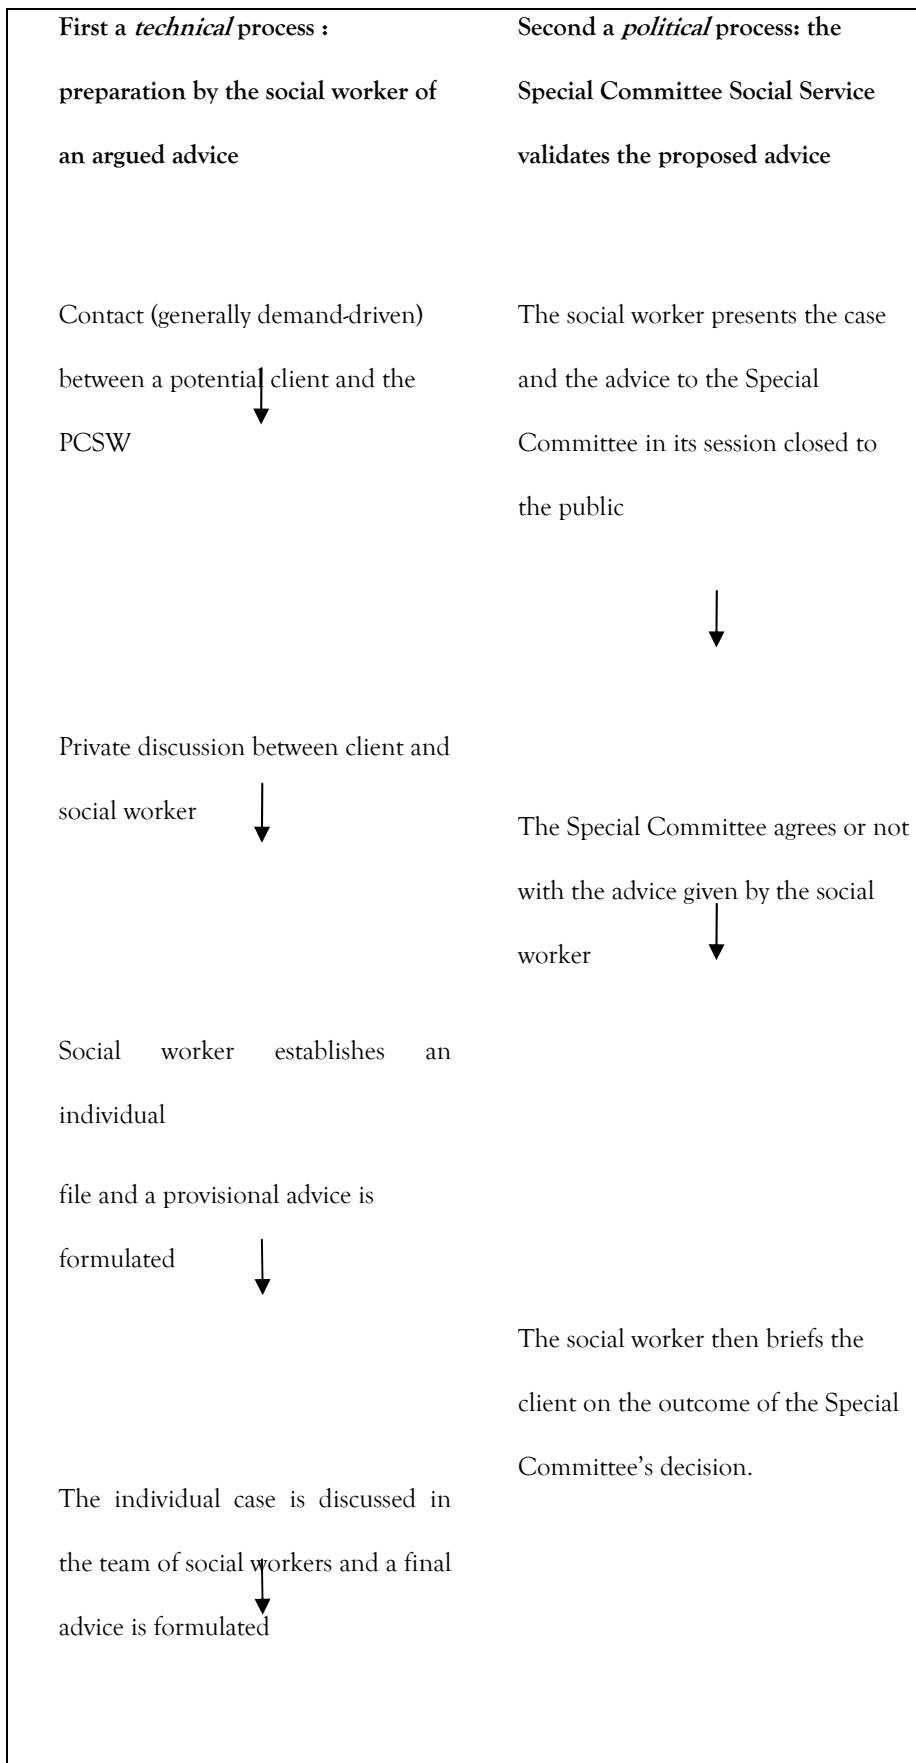 First a technical process :
preparation by the social worker of
an argued advice
Contact (generally demand-driven)
between a potential client and the
PCSW
Private discussion between client and
social worker
Social worker establishes an
individual
file and a provisional advice is
formulated
The individual case is discussed in
the team of social workers and a final
advice is formulated
Second a political process: the
Special Committee Social Service
validates the proposed advice
The social worker presents the case
and the advice to the Special
Committee in its session closed to
the public
The Special Committee agrees or not
with the advice given by the social
worker
The social worker then briefs the
client on the outcome of the Special
Committee’s decision.